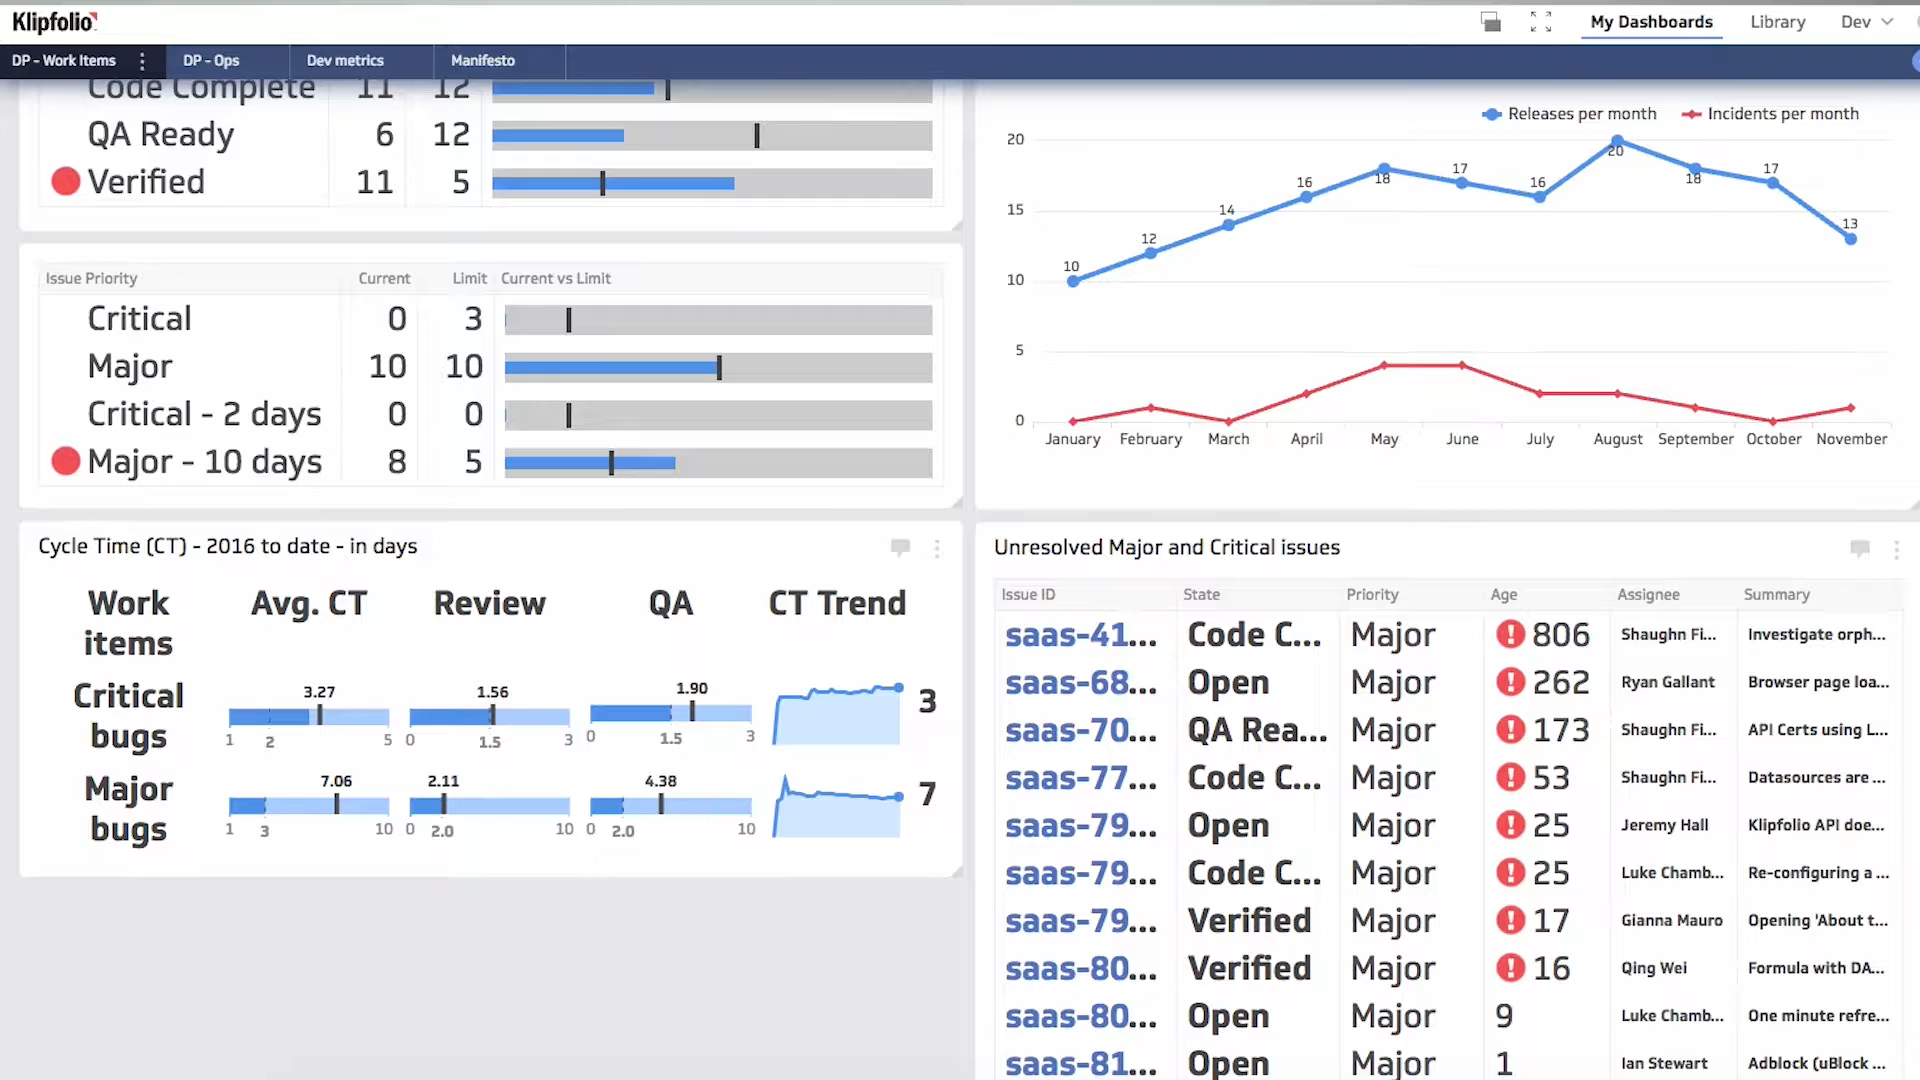 Klipfolio
My Dashboards Library Dev
DP - Work Items DP - Ops Dev metrics Manifesto
Code Complete 11 12
QA Ready 6 12
Verified 11 5
Issue Priority Current Limit Current vs Limit
Critical 0 3
Major 10 10
Critical - 2 days 0 0
Major - 10 days 8 5
Releases per month Incidents per month
20
15
10
5
0
10 12 14 16 18 17 16 20 18 17 13
January February March April May June July August September October November
Cycle Time (CT) - 2016 to date - in days
Work items Avg. CT Review QA CT Trend
Critical bugs
3.27
1 2 5
1.56
0 1.5 3
1.90
0 1.5 3
3
Major bugs
7.06
1 3 10
2.11
0 2.0 10
4.38
0 2.0 10
7
Unresolved Major and Critical issues
Issue ID State Priority Age Assignee Summary
saas-41... Code C... Major 806 Shaughn Fi... Investigate orph...
saas-68... Open Major 262 Ryan Gallant Browser page loa...
saas-70... QA Rea... Major 173 Shaughn Fi... API Certs using L...
saas-77... Code C... Major 53 Shaughn Fi... Datasources are ...
saas-79... Open Major 25 Jeremy Hall Klipfolio API doe...
saas-79... Code C... Major 25 Luke Chamb... Re-configuring a ...
saas-79... Verified Major 17 Gianna Mauro Opening 'About t...
saas-80... Verified Major 16 Qing Wei Formula with DA...
saas-80... Open Major 9 Luke Chamb... One minute refre...
saas-81... Open Major 1 Ian Stewart Adblock (uBlock ...